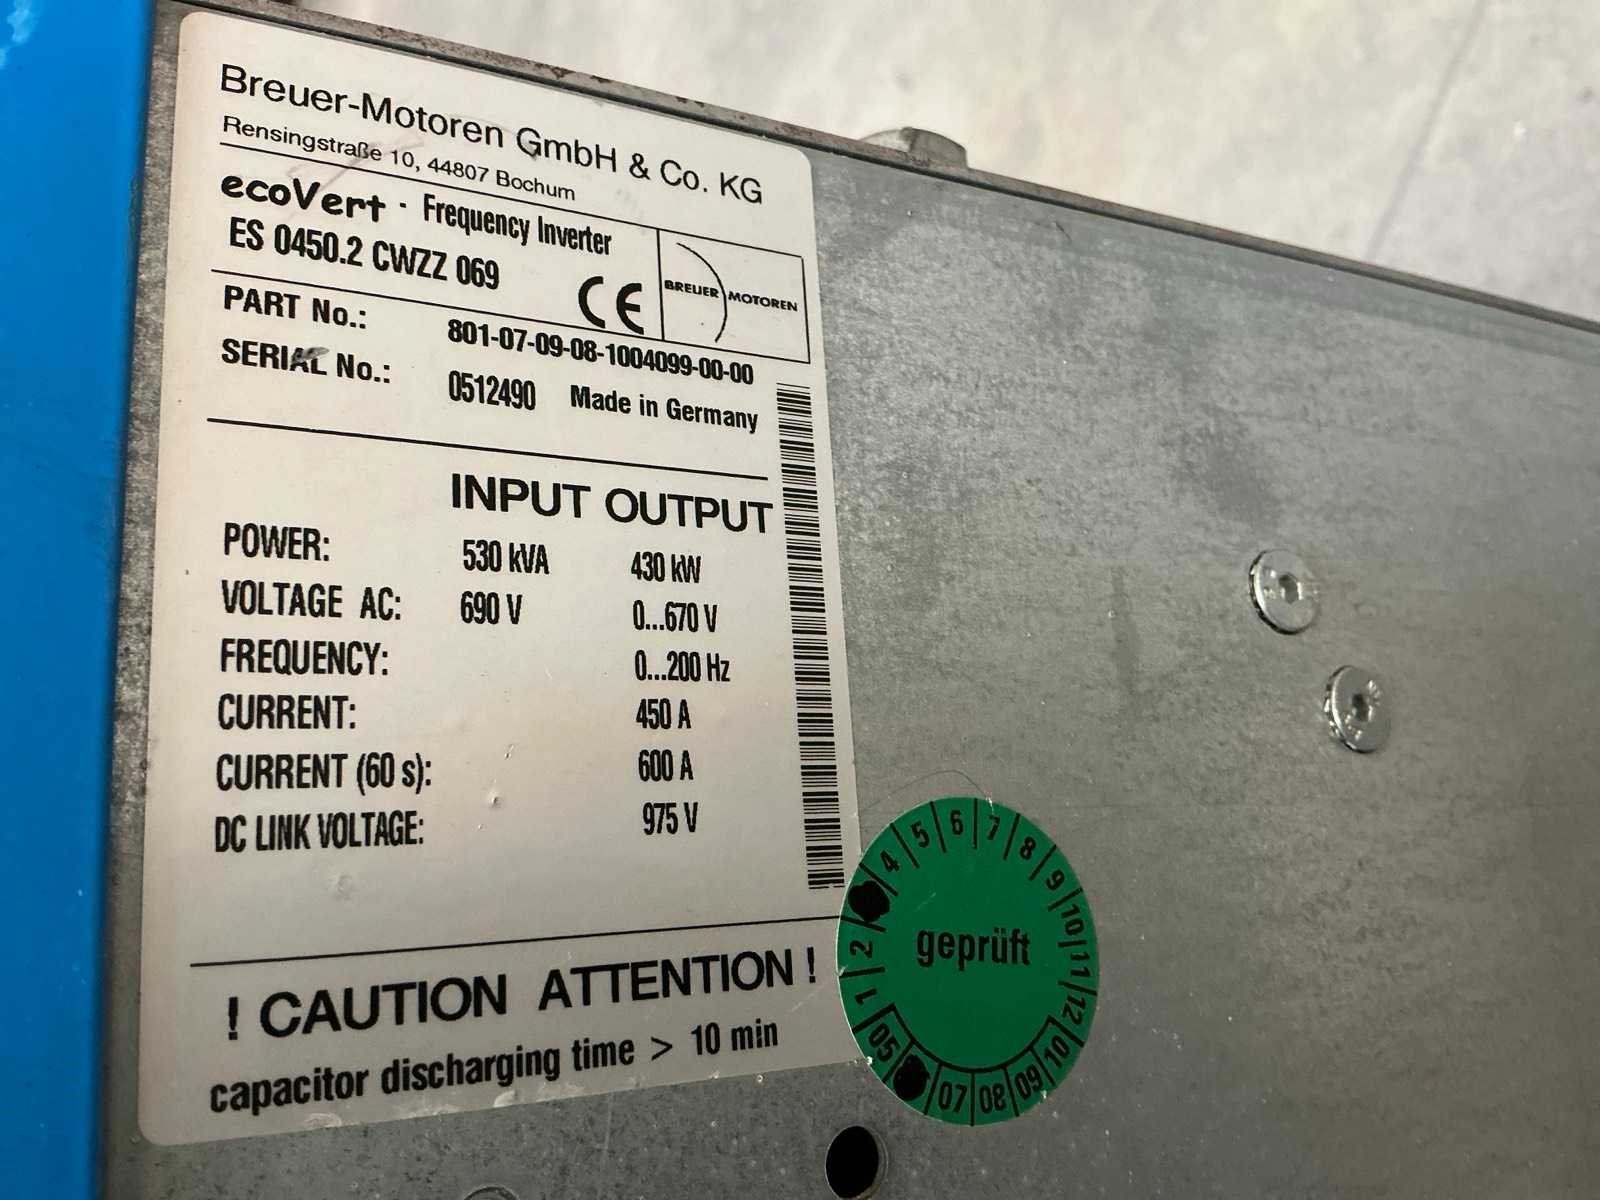 Breuer-Motoren GmbH & Co. KG
Rensingstraße 10, 44807 Bochum
ecoVert - Frequency Inverter
ES 0450.2 CWZZ 069
CE
BREUER MOTOREN
PART No.: 801-07-09-08-1004099-00-00
SERIAL No.: 0512490 Made in Germany
INPUT OUTPUT
POWER: 530 kVA 430 kW
VOLTAGE AC: 690 V 0...670 V
FREQUENCY: 0...200 Hz
CURRENT: 450 A
CURRENT (60 s): 600 A
DC LINK VOLTAGE: 975 V
! CAUTION ATTENTION !
capacitor discharging time > 10 min
1 2 4 5 6 7 8 9 10 11 12
geprüft
05 07 08 09 10